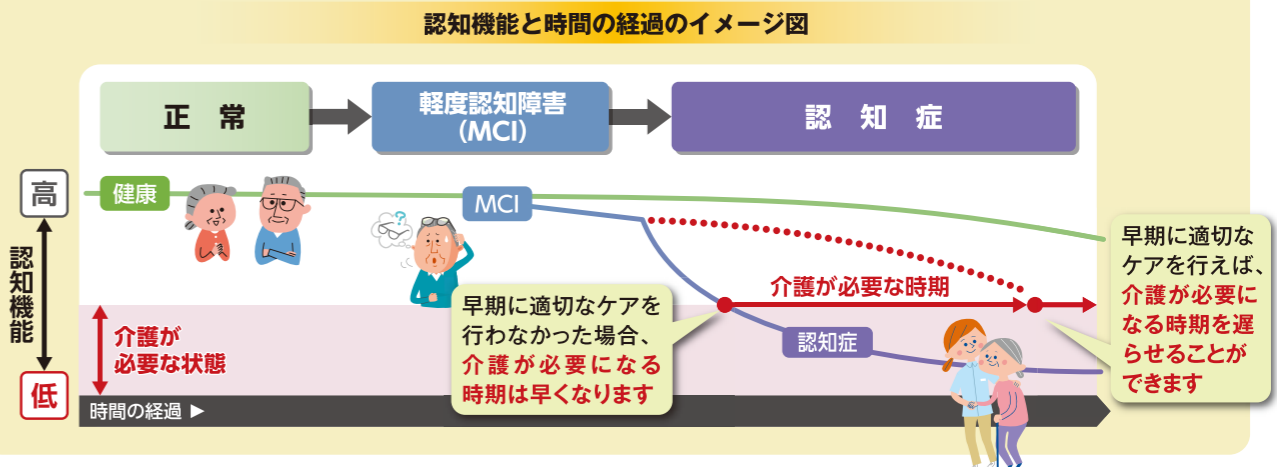 認知機能と時間の経過のイメージ図
正常
軽度認知障害
(MCI)
認知症
高
認知機能
低
健康
MCI
?
介護が必要な時期
認知症
介護が
必要な状態
早期に適切なケアを
行わなかった場合、
介護が必要になる
時期は早くなります
早期に適切な
ケアを行えば、
介護が必要に
なる時期を遅
らせることが
できます
時間の経過 ▶